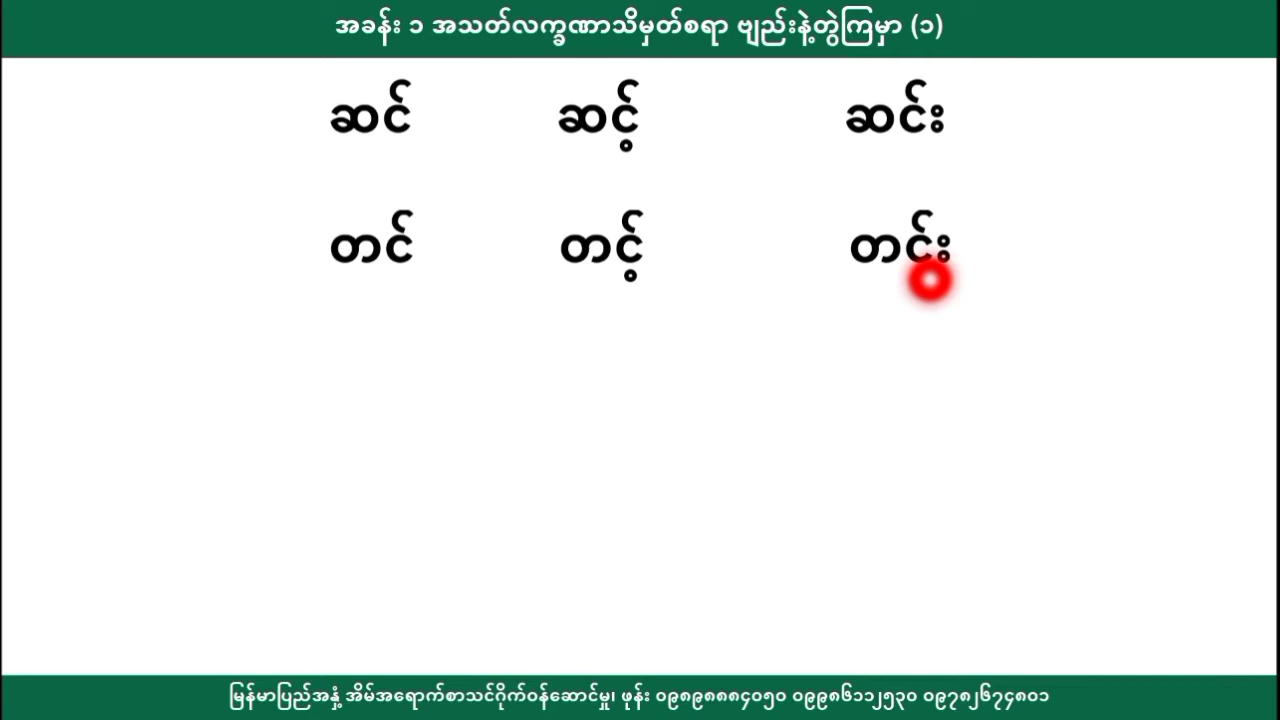 အခန်း ၁ အသတ်လက္ခဏာသိမှတ်စရာ ဗျည်းနဲ့တွဲကြမှာ (၁)
ဆင် ဆင့် ဆင်း
တင် တင့် တင်း
မြန်မာပြည်အနှံ့ အိမ်အရောက်စာသင်ဂိုက်ဝန်ဆောင်မှု၊ ဖုန်း ၀၉၈၉၈၈၈၄၀၅၀ ၀၉၉၈၆၁၁၂၅၃၀ ၀၉၇၈၂၆၇၄၈၀၁